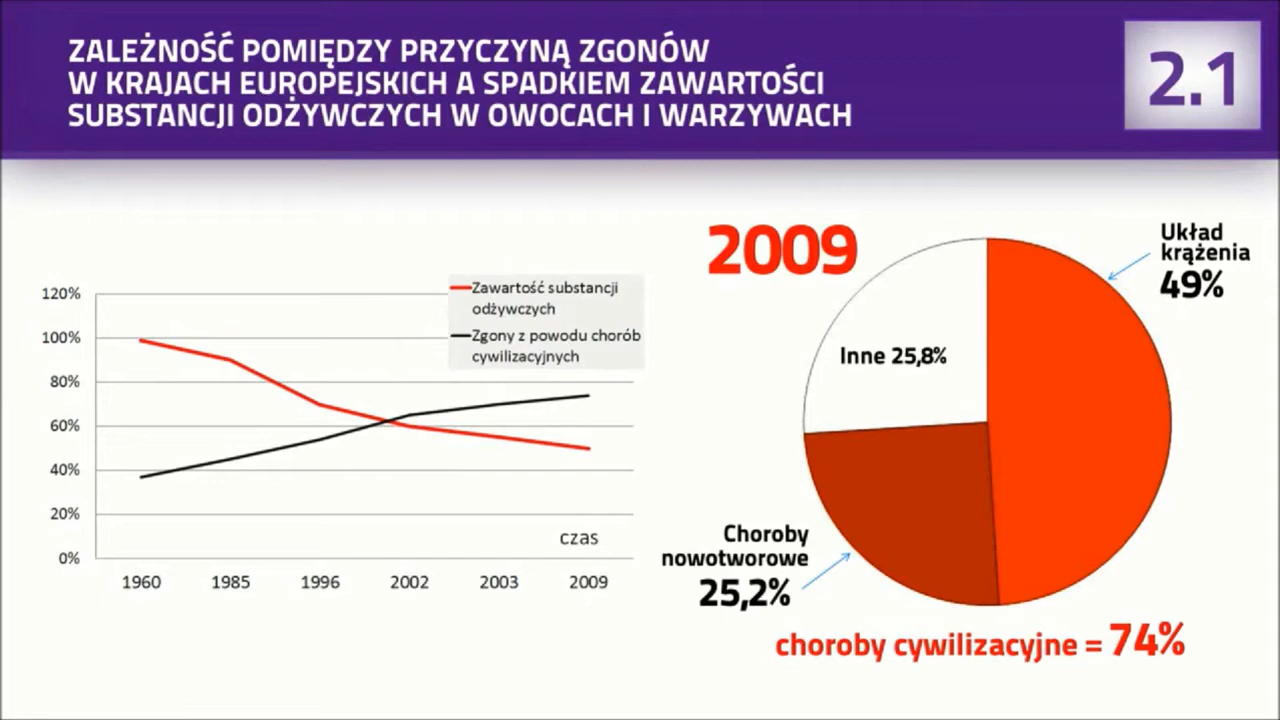 ZALEŻNOŚĆ POMIĘDZY PRZYCZYNĄ ZGONÓW
W KRAJACH EUROPEJSKICH A SPADKIEM ZAWARTOŚCI
SUBSTANCJI ODŻYWCZYCH W OWOCACH I WARZYWACH
2.1
Zawartość substancji
odżywczych
Zgony z powodu chorób
cywilizacyjnych
120%
100%
80%
60%
40%
20%
0%
czas
1960 1985 1996 2002 2003 2009
2009
Układ
krążenia
49%
Inne 25,8%
Choroby
nowotworowe
25,2%
choroby cywilizacyjne = 74%